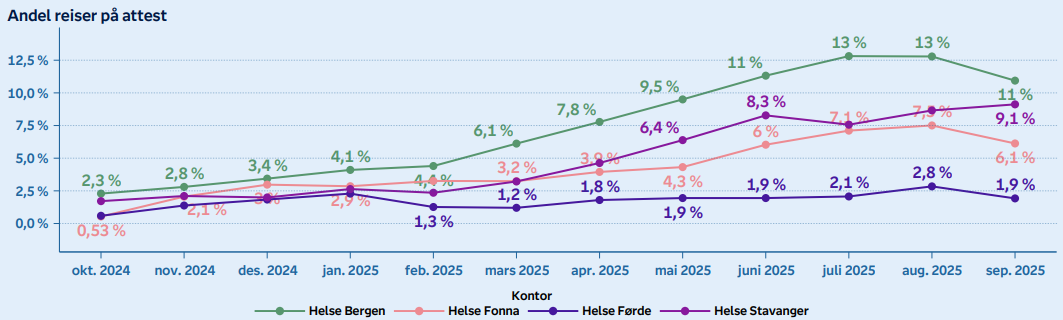 Andel reiser på attest
13 % 13 %
12,5 % 11 %
10,0 % 9,5 % 11 %
7,5 % 7,8 % 8,3 % 7,1 % 7,5 % 9,1 %
6,1 % 6,4 % 6 %
5,0 % 4,1 % 3,9 % 6,1 %
2,3 % 2,8 % 3,4 % 4,4 % 3,2 % 4,3 %
2,5 % 2,1 % 3 % 2,9 % 1,2 % 1,8 % 1,9 % 2,1 % 2,8 % 1,9 %
0,0 % 0,53 % 1,3 % 1,9 %
okt. 2024 nov. 2024 des. 2024 jan. 2025 feb. 2025 mars 2025 apr. 2025 mai 2025 juni 2025 juli 2025 aug. 2025 sep. 2025
Kontor
Helse Bergen Helse Fonna Helse Førde Helse Stavanger